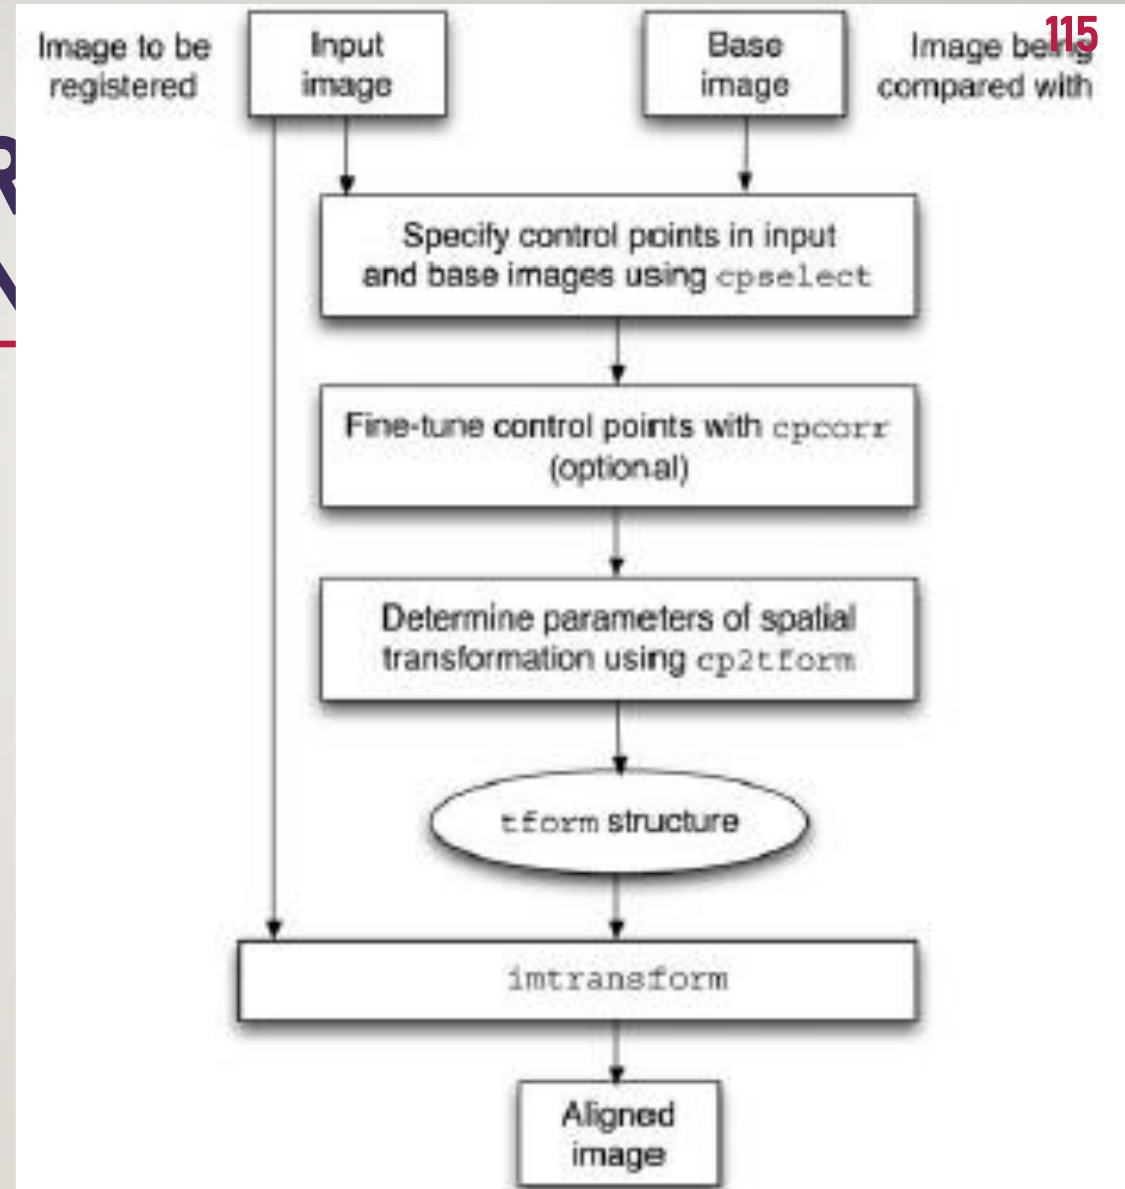 115
Image to be
registered
Input
image
Base
image
Image being
compared with
R
Specify control points in input
and base images using cpselect
Fine-tune control points with cpcorr
(optional)
Determine parameters of spatial
transformation using cp2tform
tform structure
imtransform
Aligned
image